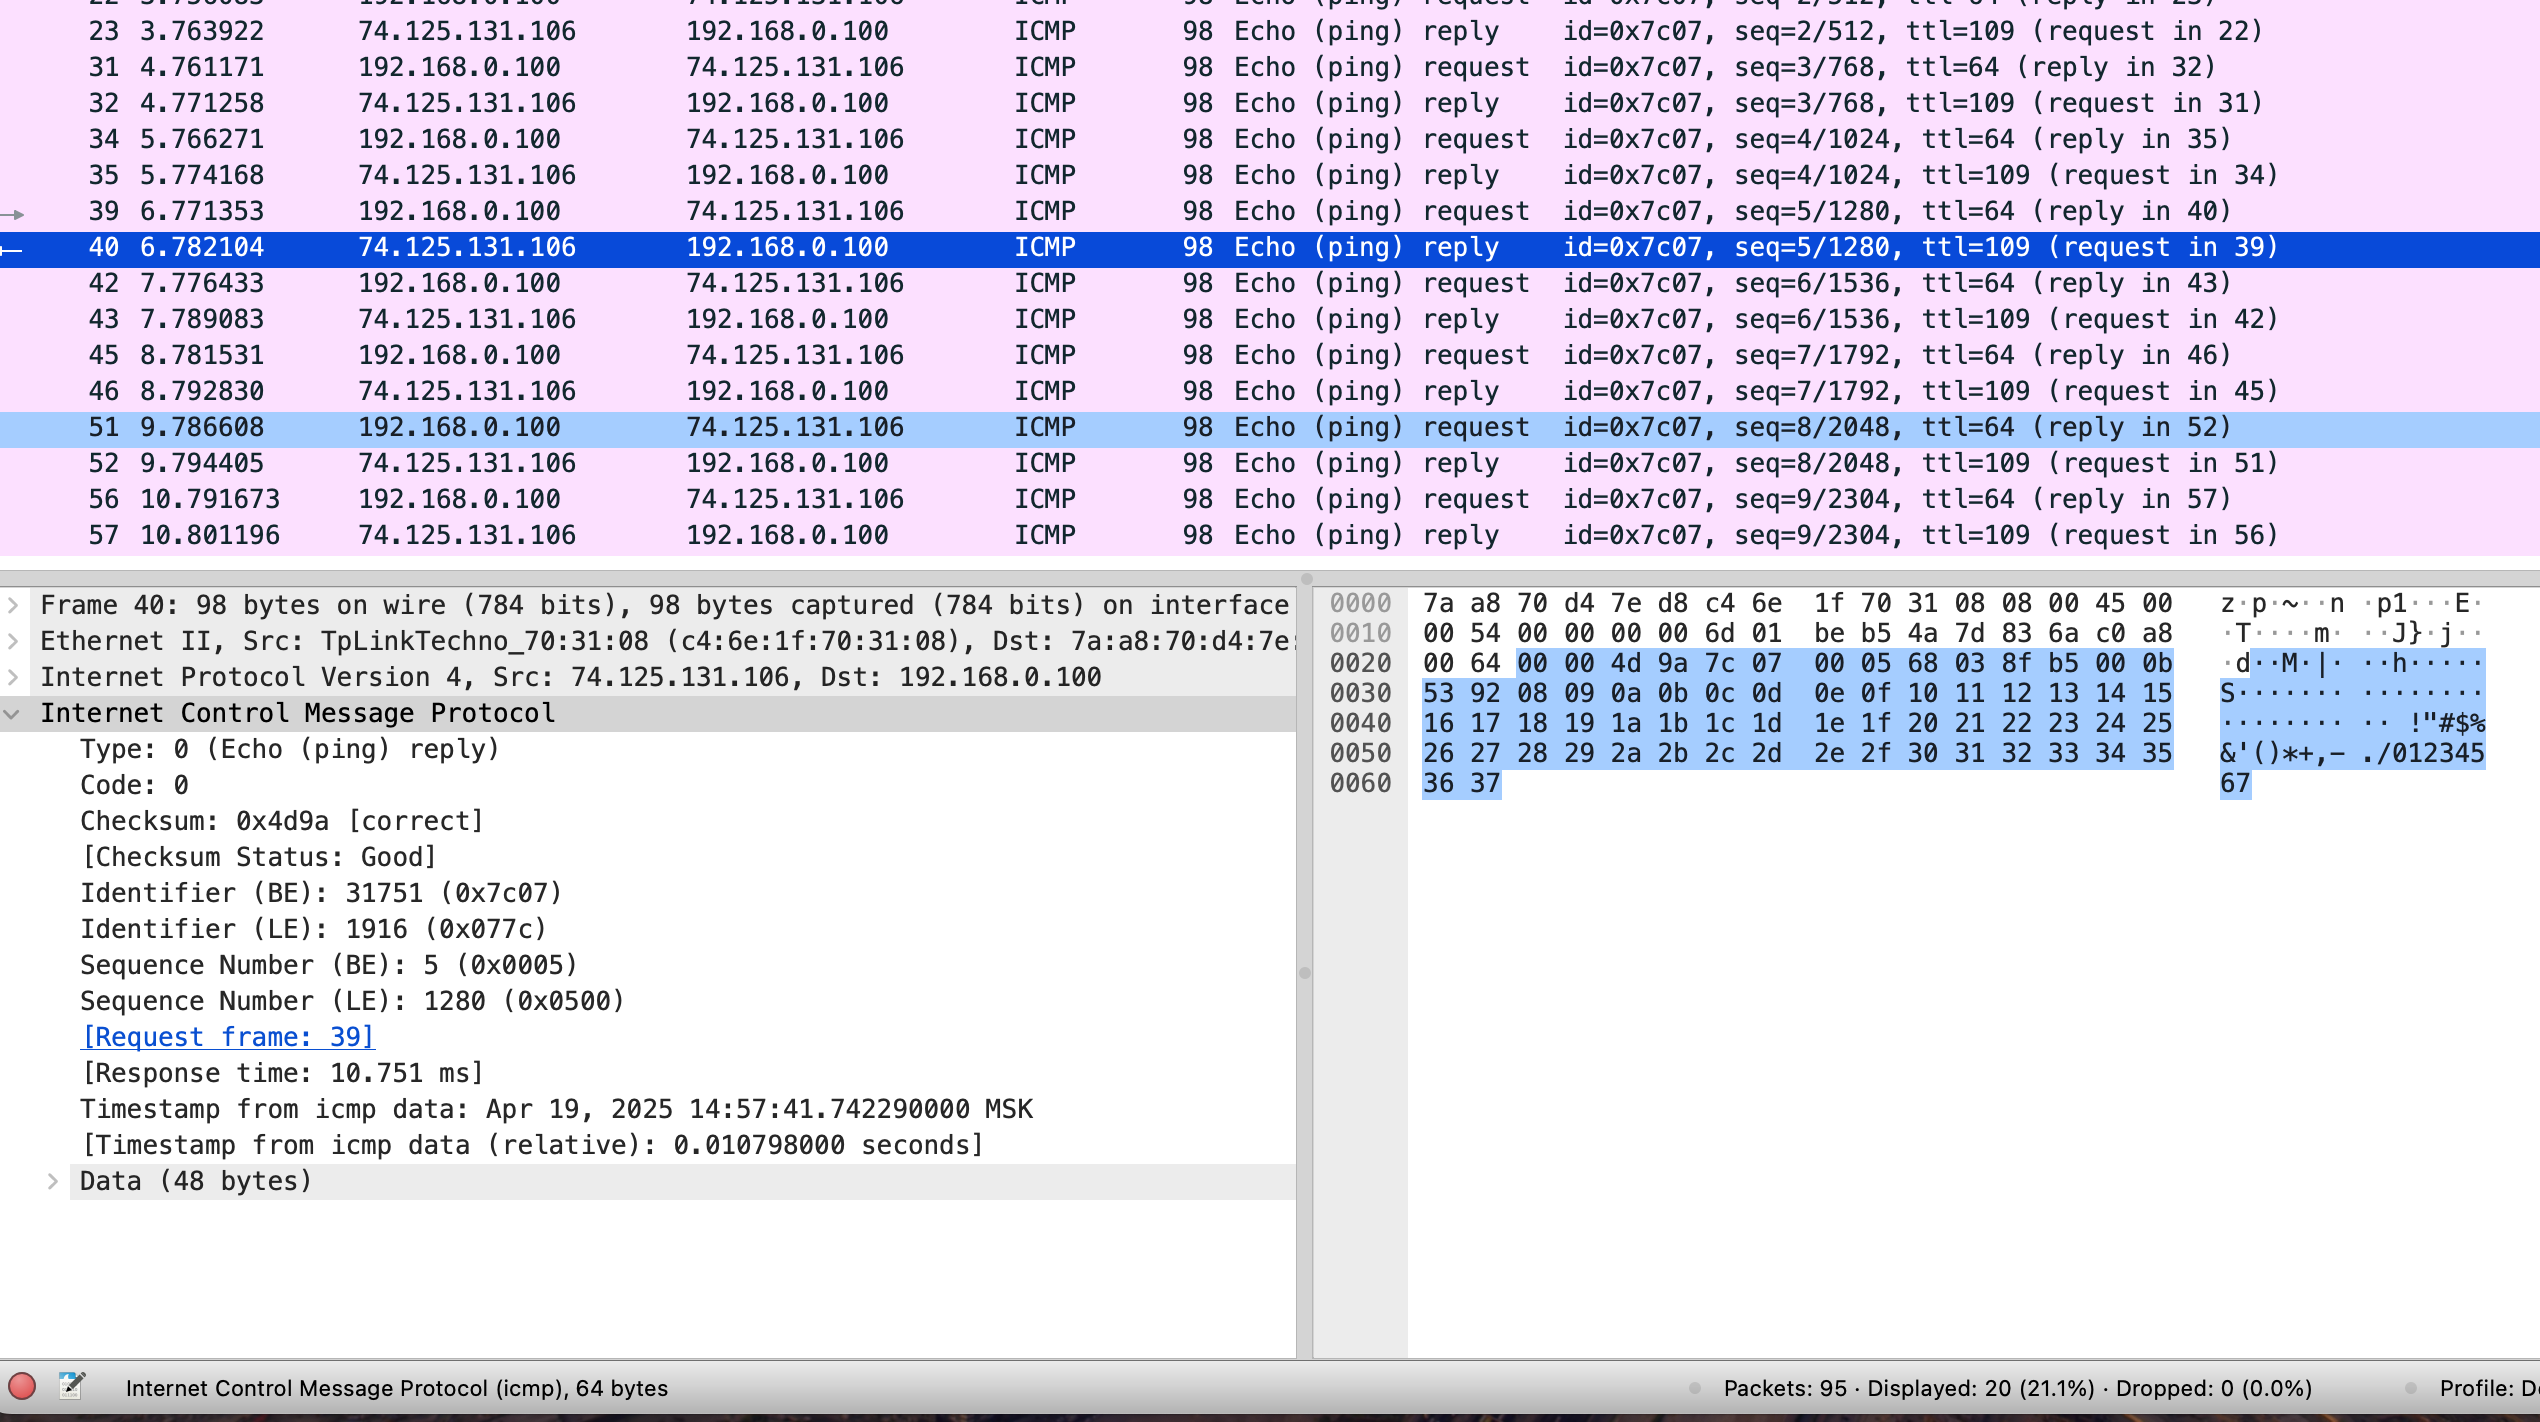 23 3.763922 74.125.131.106 192.168.0.100 ICMP 98 Echo (ping) reply id=0x7c07, seq=2/512, ttl=109 (request in 22)
31 4.761171 192.168.0.100 74.125.131.106 ICMP 98 Echo (ping) request id=0x7c07, seq=3/768, ttl=64 (reply in 32)
32 4.771258 74.125.131.106 192.168.0.100 ICMP 98 Echo (ping) reply id=0x7c07, seq=3/768, ttl=109 (request in 31)
34 5.766271 192.168.0.100 74.125.131.106 ICMP 98 Echo (ping) request id=0x7c07, seq=4/1024, ttl=64 (reply in 35)
35 5.774168 74.125.131.106 192.168.0.100 ICMP 98 Echo (ping) reply id=0x7c07, seq=4/1024, ttl=109 (request in 34)
39 6.771353 192.168.0.100 74.125.131.106 ICMP 98 Echo (ping) request id=0x7c07, seq=5/1280, ttl=64 (reply in 40)
40 6.782104 74.125.131.106 192.168.0.100 ICMP 98 Echo (ping) reply id=0x7c07, seq=5/1280, ttl=109 (request in 39)
42 7.776433 192.168.0.100 74.125.131.106 ICMP 98 Echo (ping) request id=0x7c07, seq=6/1536, ttl=64 (reply in 43)
43 7.789083 74.125.131.106 192.168.0.100 ICMP 98 Echo (ping) reply id=0x7c07, seq=6/1536, ttl=109 (request in 42)
45 8.781531 192.168.0.100 74.125.131.106 ICMP 98 Echo (ping) request id=0x7c07, seq=7/1792, ttl=64 (reply in 46)
46 8.792830 74.125.131.106 192.168.0.100 ICMP 98 Echo (ping) reply id=0x7c07, seq=7/1792, ttl=109 (request in 45)
51 9.786608 192.168.0.100 74.125.131.106 ICMP 98 Echo (ping) request id=0x7c07, seq=8/2048, ttl=64 (reply in 52)
52 9.794405 74.125.131.106 192.168.0.100 ICMP 98 Echo (ping) reply id=0x7c07, seq=8/2048, ttl=109 (request in 51)
56 10.791673 192.168.0.100 74.125.131.106 ICMP 98 Echo (ping) request id=0x7c07, seq=9/2304, ttl=64 (reply in 57)
57 10.801196 74.125.131.106 192.168.0.100 ICMP 98 Echo (ping) reply id=0x7c07, seq=9/2304, ttl=109 (request in 56)
Frame 40: 98 bytes on wire (784 bits), 98 bytes captured (784 bits) on interface
Ethernet II, Src: TpLinkTechno_70:31:08 (c4:6e:1f:70:31:08), Dst: 7a:a8:70:d4:7e:
Internet Protocol Version 4, Src: 74.125.131.106, Dst: 192.168.0.100
Internet Control Message Protocol
Type: 0 (Echo (ping) reply)
Code: 0
Checksum: 0x4d9a [correct]
[Checksum Status: Good]
Identifier (BE): 31751 (0x7c07)
Identifier (LE): 1916 (0x077c)
Sequence Number (BE): 5 (0x0005)
Sequence Number (LE): 1280 (0x0500)
[Request frame: 39]
[Response time: 10.751 ms]
Timestamp from icmp data: Apr 19, 2025 14:57:41.742290000 MSK
[Timestamp from icmp data (relative): 0.010798000 seconds]
Data (48 bytes)
0000 7a a8 70 d4 7e d8 c4 6e 1f 70 31 08 08 00 45 00 z·p·~··n ·p1···E·
0010 00 54 00 00 00 00 6d 01 be b5 4a 7d 83 6a c0 a8 ·T····m· ··J}·j··
0020 00 64 00 00 4d 9a 7c 07 00 05 68 03 8f b5 00 0b ·d··M·|· ··h·····
0030 53 92 08 09 0a 0b 0c 0d 0e 0f 10 11 12 13 14 15 S······· ········
0040 16 17 18 19 1a 1b 1c 1d 1e 1f 20 21 22 23 24 25 ········ ·· !"#$%
0050 26 27 28 29 2a 2b 2c 2d 2e 2f 30 31 32 33 34 35 &'()*+,- ./012345
0060 36 37 67
Internet Control Message Protocol (icmp), 64 bytes
Packets: 95 · Displayed: 20 (21.1%) · Dropped: 0 (0.0%)
Profile: